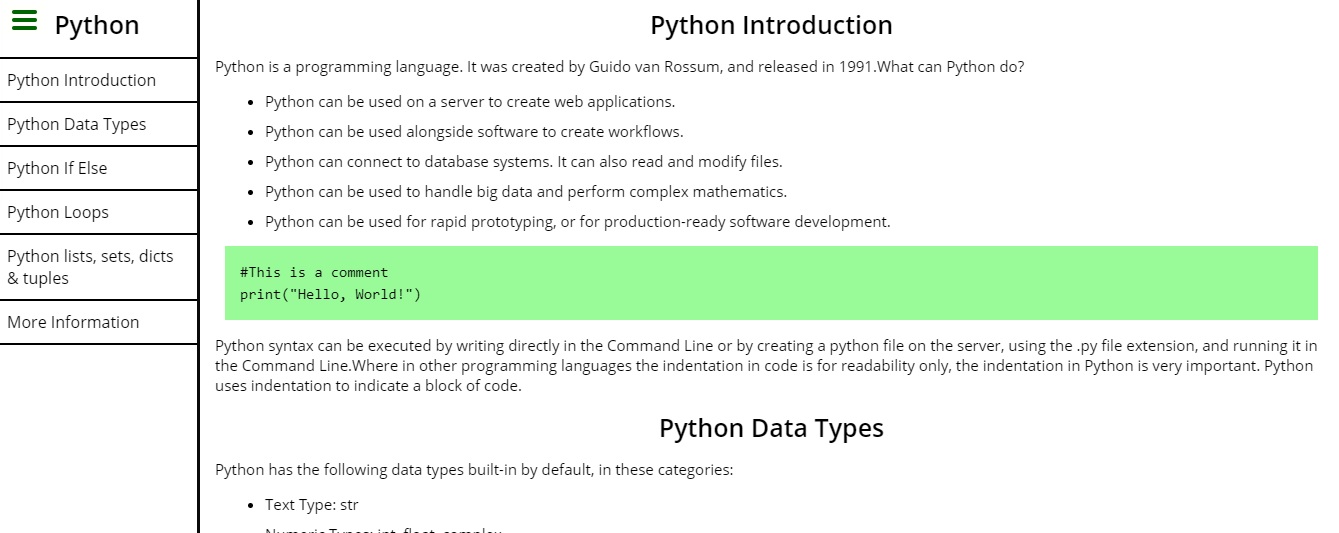 Python
Python Introduction
Python Data Types
Python If Else
Python Loops
Python lists, sets, dicts
& tuples
More Information
Python Introduction
Python is a programming language. It was created by Guido van Rossum, and released in 1991.What can Python do?
Python can be used on a server to create web applications.
Python can be used alongside software to create workflows.
Python can connect to database systems. It can also read and modify files.
Python can be used to handle big data and perform complex mathematics.
Python can be used for rapid prototyping, or for production-ready software development.
#This is a comment
print("Hello, World!")
Python syntax can be executed by writing directly in the Command Line or by creating a python file on the server, using the .py file extension, and running it in
the Command Line.Where in other programming languages the indentation in code is for readability only, the indentation in Python is very important. Python
uses indentation to indicate a block of code.
Python Data Types
Python has the following data types built-in by default, in these categories:
Text Type: str
Numeric Types: int, float, complex